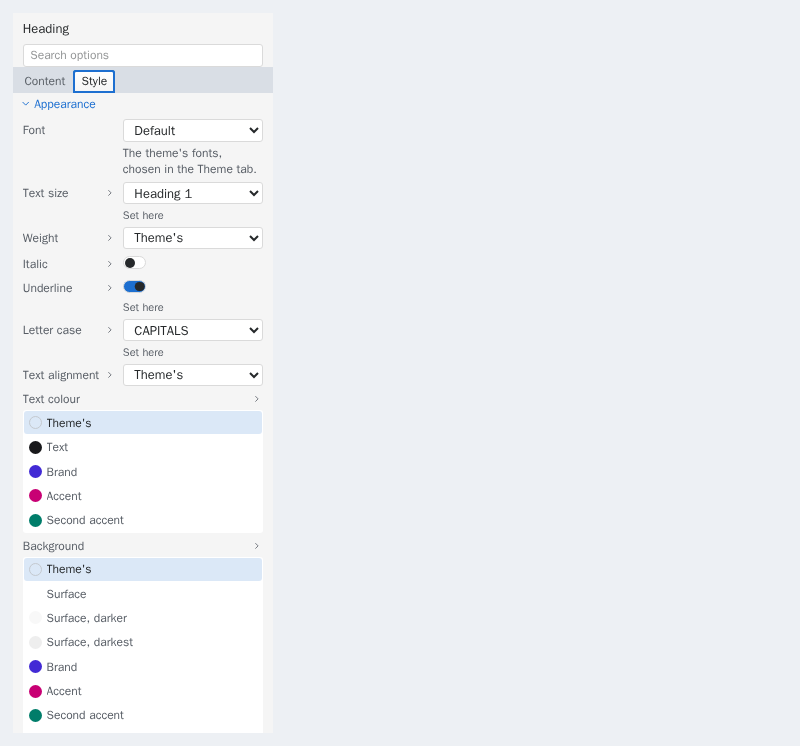 Heading
Search options
Content Style
Appearance
Font Default
The theme's fonts,
chosen in the Theme tab.
Text size Heading 1
Set here
Weight Theme's
Italic
Underline
Set here
Letter case CAPITALS
Set here
Text alignment Theme's
Text colour
Theme's
Text
Brand
Accent
Second accent
Background
Theme's
Surface
Surface, darker
Surface, darkest
Brand
Accent
Second accent